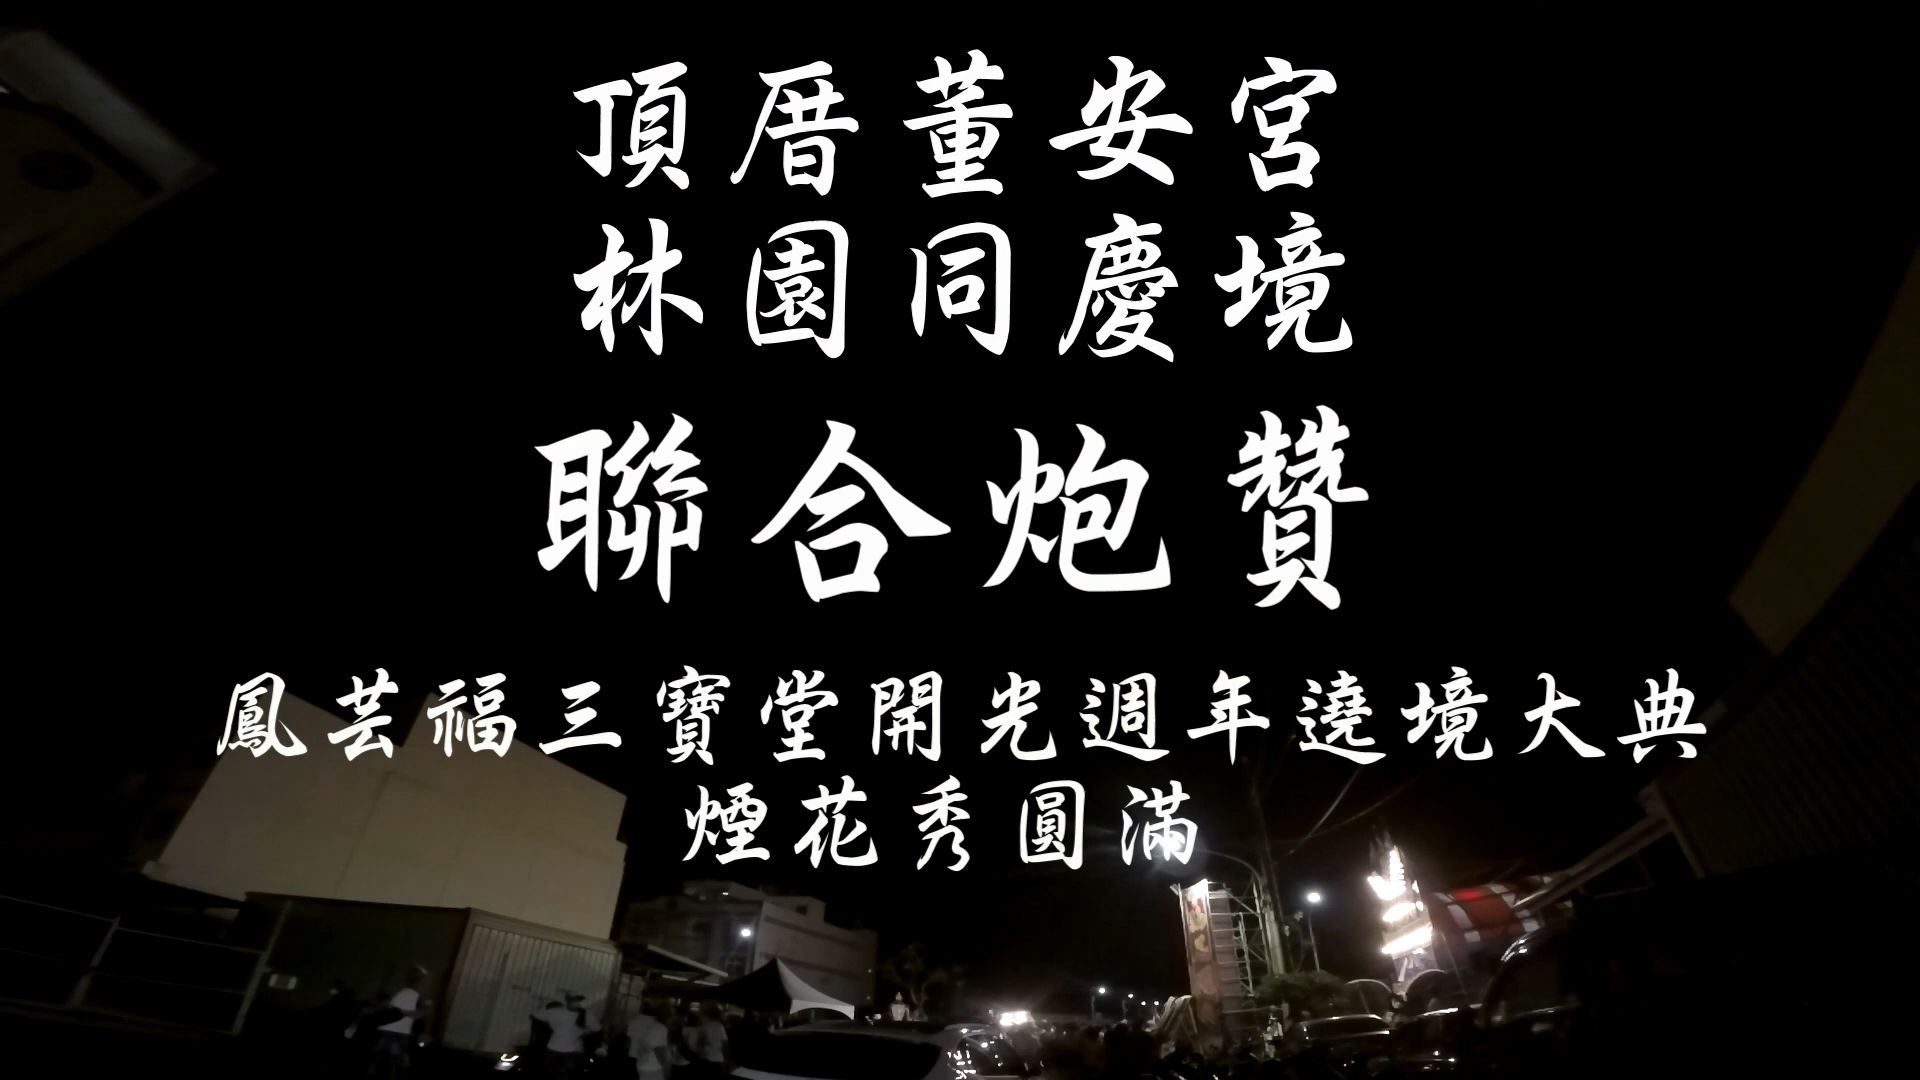 頂厝董安宮
林園同慶境
聯合炮贊
鳳芸福三寶堂開光週年遶境大典
煙花秀圓滿